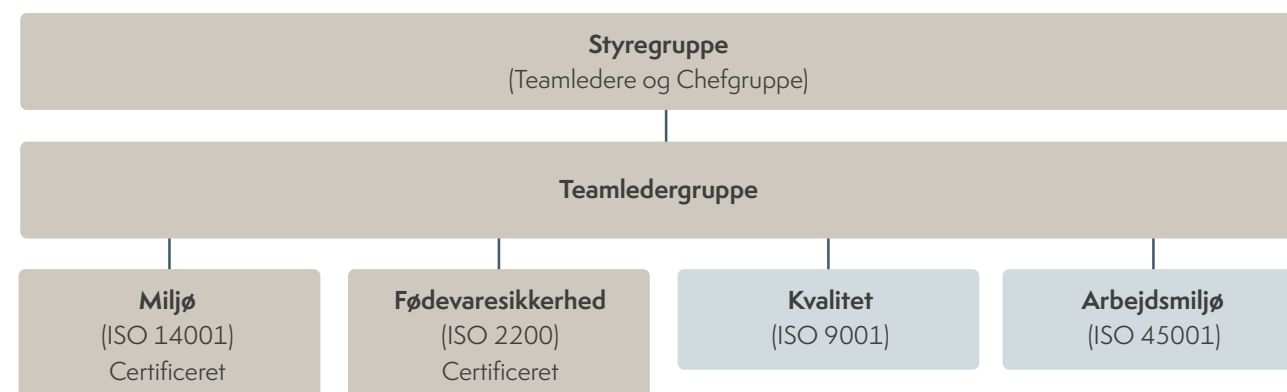 Styregruppe
(Teamledere og Chefgruppe)
Teamledergruppe
Miljø
(ISO 14001)
Certificeret
Fødevaresikkerhed
(ISO 2200)
Certificeret
Kvalitet
(ISO 9001)
Arbejdsmiljø
(ISO 45001)